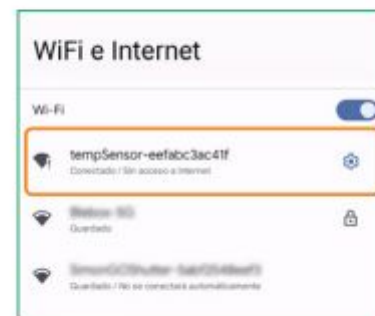 WiFi e Internet
Wi-Fi
tempSensor-eefabc3ac41f
Conectado / Sin acceso a Internet
Guardado
Guardado / No se conectará automáticamente